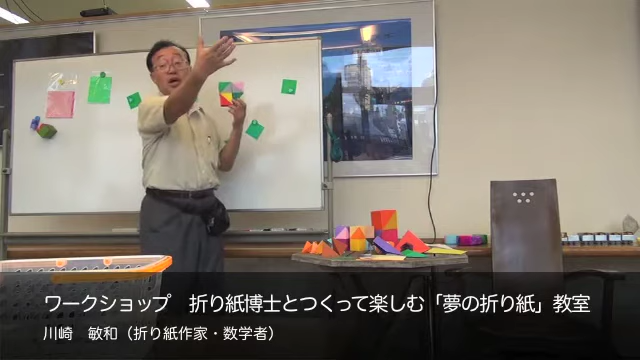 ワークショップ　折り紙博士とつくって楽しむ「夢の折り紙」教室
川崎　敏和（折り紙作家・数学者）